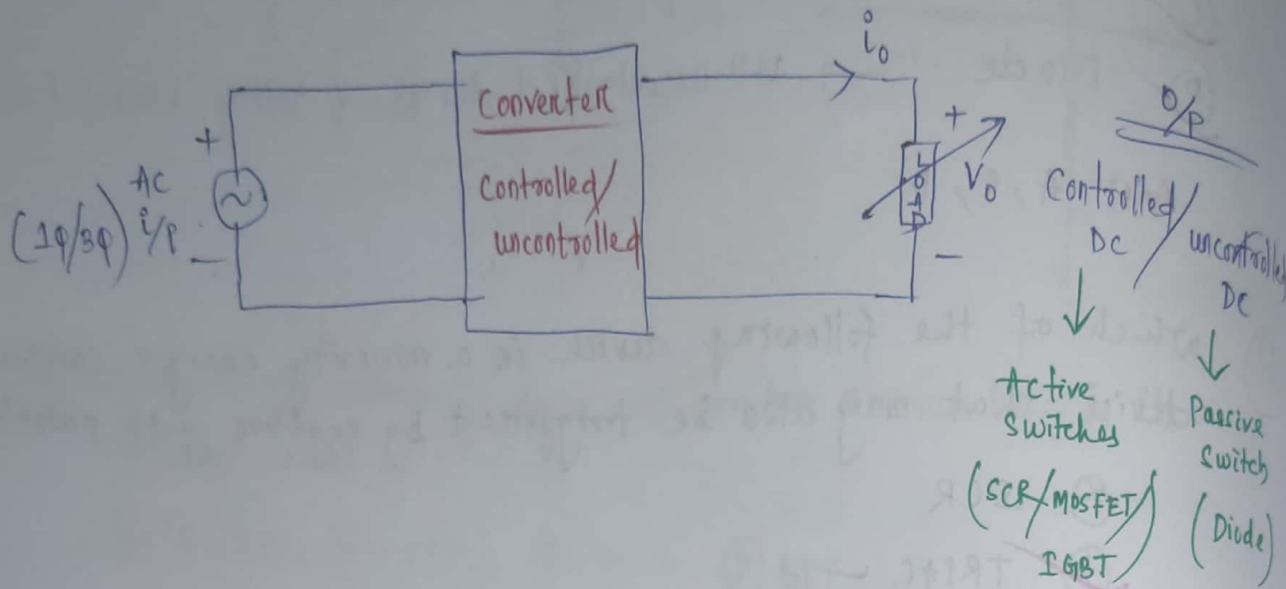 i₀
Converter
Controlled/
uncontrolled
+
AC
(1φ/3φ) i/p
~
−
LOAD
+
V₀
−
O/P
Controlled/
DC
uncontrolled
DC
Active
Switches
(SCR/MOSFET/
IGBT)
Passive
Switch
(Diode)